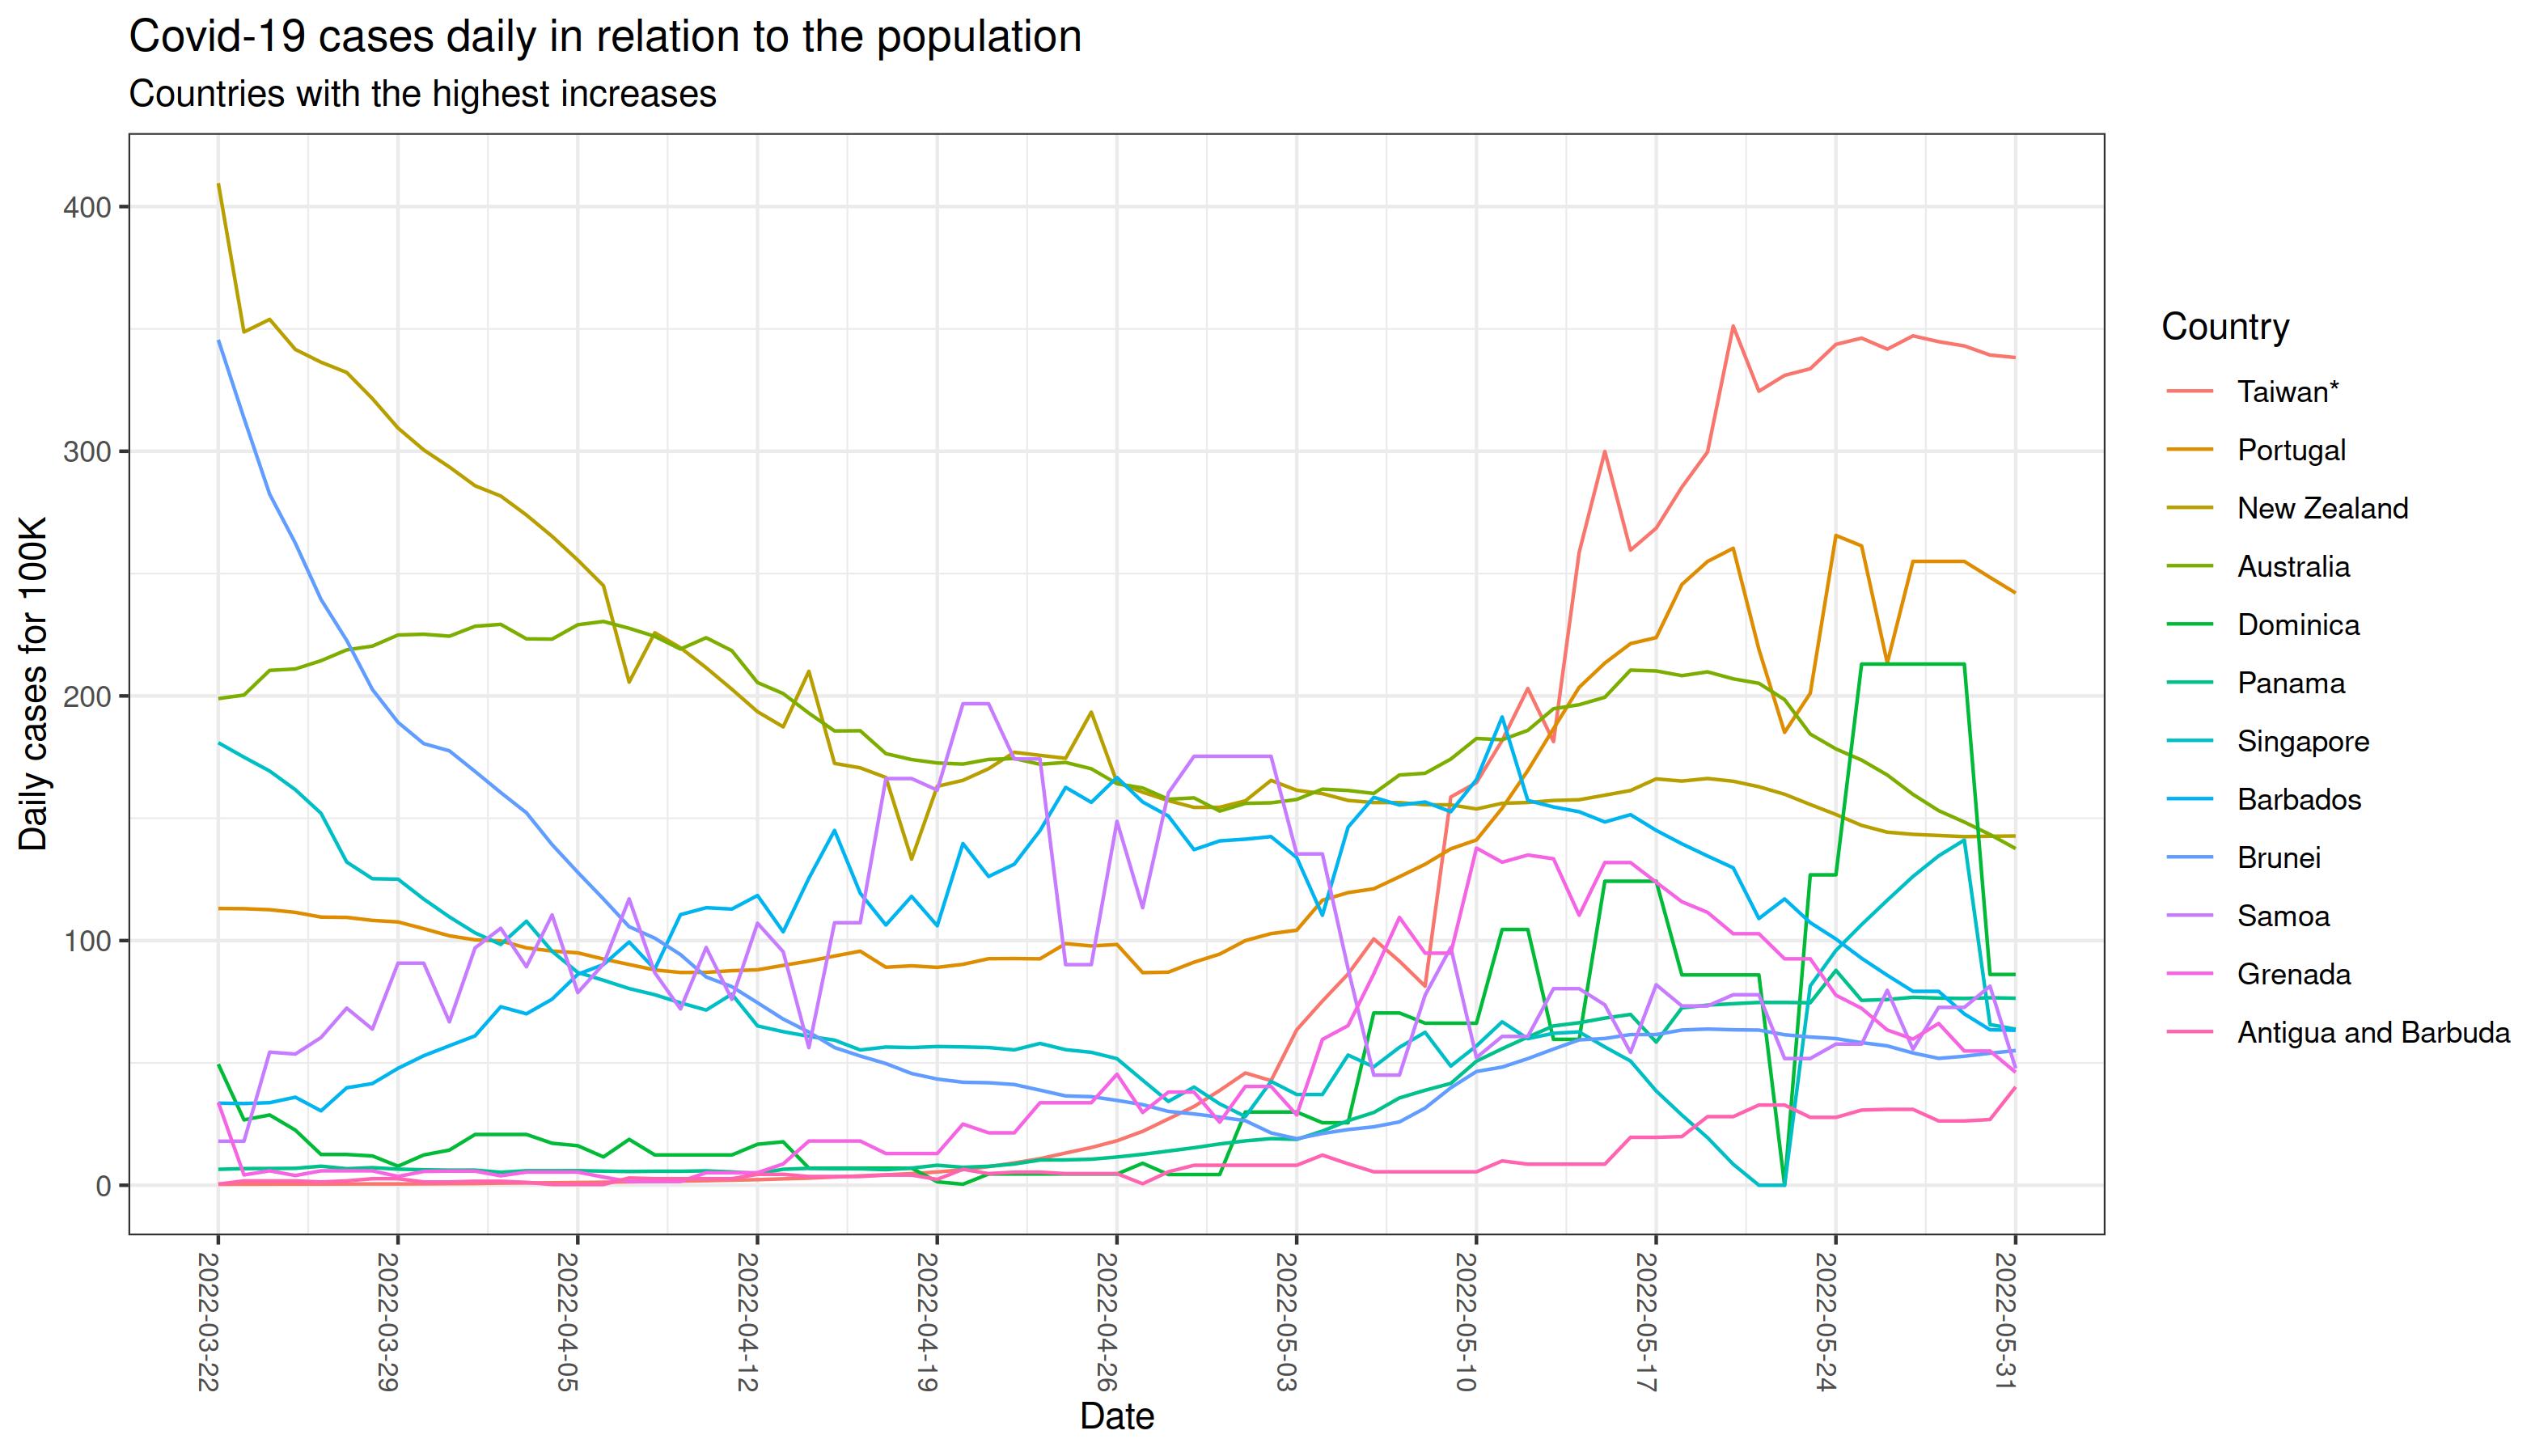 Covid-19 cases daily in relation to the population
Countries with the highest increases
Daily cases for 100K
400
300
200
100
0
2022-03-22
2022-03-29
2022-04-05
2022-04-12
2022-04-19
2022-04-26
2022-05-03
2022-05-10
2022-05-17
2022-05-24
2022-05-31
Date
Country
Taiwan*
Portugal
New Zealand
Australia
Dominica
Panama
Singapore
Barbados
Brunei
Samoa
Grenada
Antigua and Barbuda